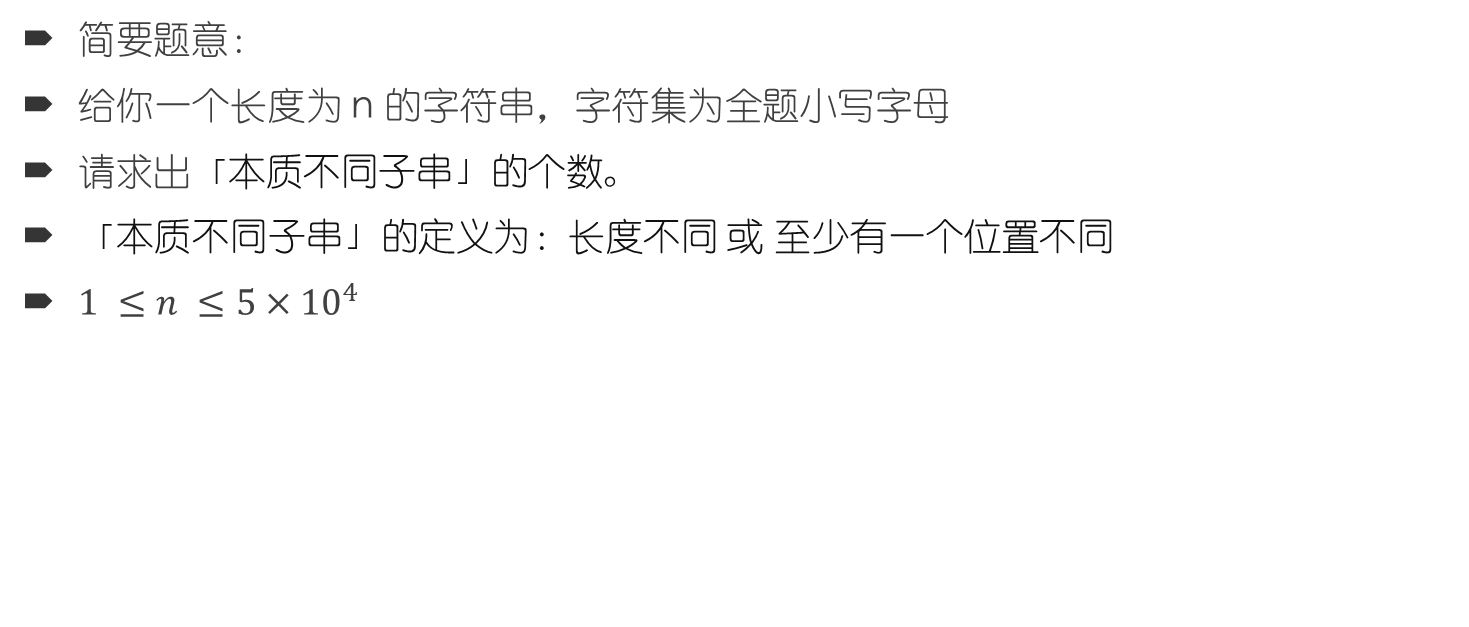 简要题意：
给你一个长度为 n 的字符串，字符集为全题小写字母
请求出「本质不同子串」的个数。
「本质不同子串」的定义为：长度不同 或 至少有一个位置不同
1 ≤ n ≤ 5 × 10⁴